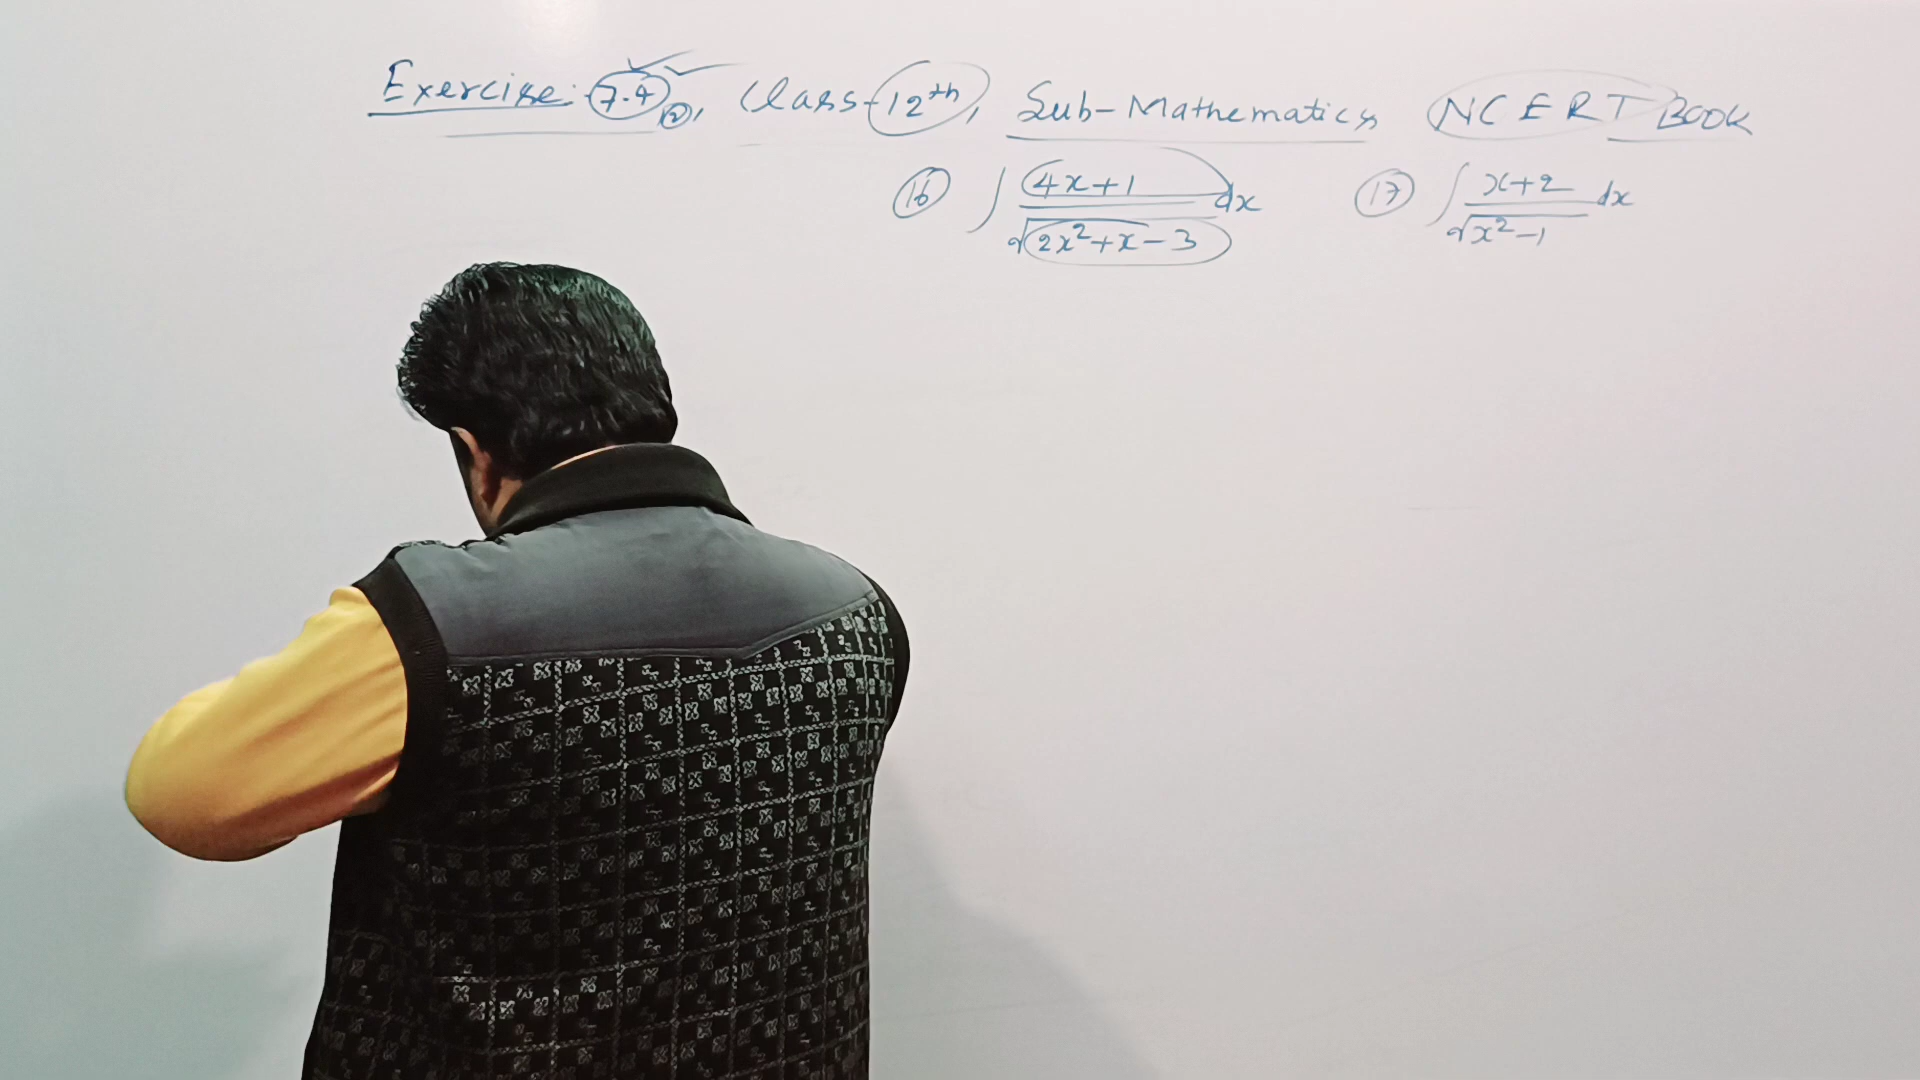 Exercise: 7.4 (2), Class-12th, Sub-Mathematics NCERT BOOK
(16) ∫ (4x+1)/√(2x²+x-3) dx (17) ∫ (x+2)/√(x²-1) dx